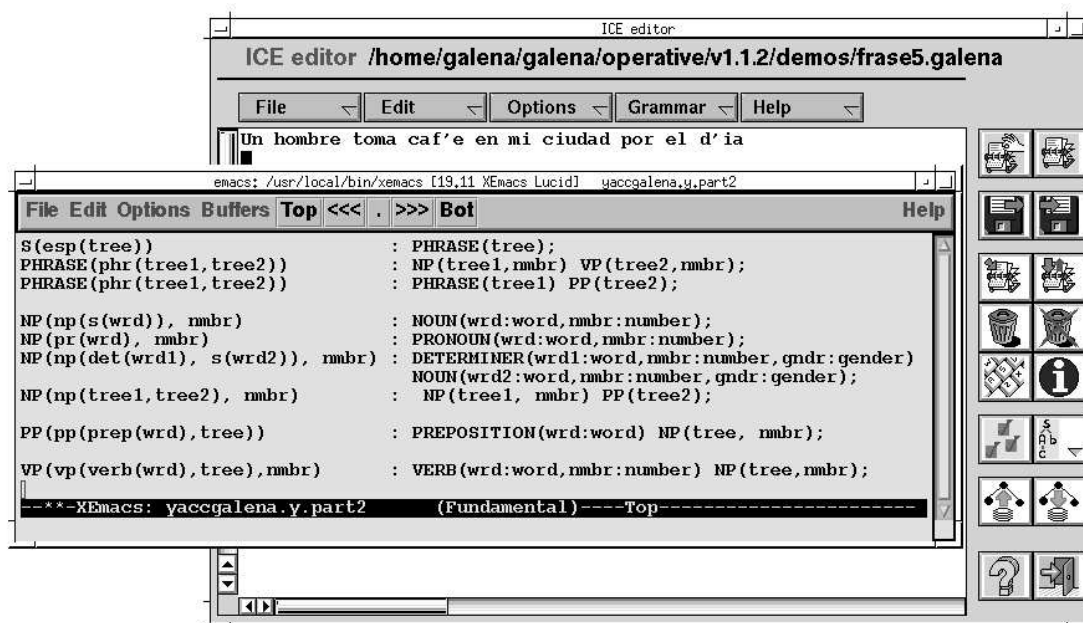 ICE editor
ICE editor /home/galena/galena/operative/v1.1.2/demos/frase5.galena
File Edit Options Grammar Help
Un hombre toma caf'e en mi ciudad por el d'ia
emacs: /usr/local/bin/xemacs [19.11 XEmacs Lucid] yaccgalena.y.part2
File Edit Options Buffers Top <<< . >>> Bot Help
S(esp(tree)) : PHRASE(tree);
PHRASE(phr(tree1,tree2)) : NP(tree1,nmbr) VP(tree2,nmbr);
PHRASE(phr(tree1,tree2)) : PHRASE(tree1) PP(tree2);
NP(np(s(wrd)), nmbr) : NOUN(wrd:word,nmbr:number);
NP(pr(wrd), nmbr) : PRONOUN(wrd:word,nmbr:number);
NP(np(det(wrd1), s(wrd2)), nmbr) : DETERMINER(wrd1:word,nmbr:number,gndr:gender)
NOUN(wrd2:word,nmbr:number,gndr:gender);
NP(np(tree1,tree2), nmbr) : NP(tree1, nmbr) PP(tree2);
PP(pp(prep(wrd),tree)) : PREPOSITION(wrd:word) NP(tree, nmbr);
VP(vp(verb(wrd),tree),nmbr) : VERB(wrd:word,nmbr:number) NP(tree,nmbr);
--**-XEmacs: yaccgalena.y.part2 (Fundamental)----Top-----------------------